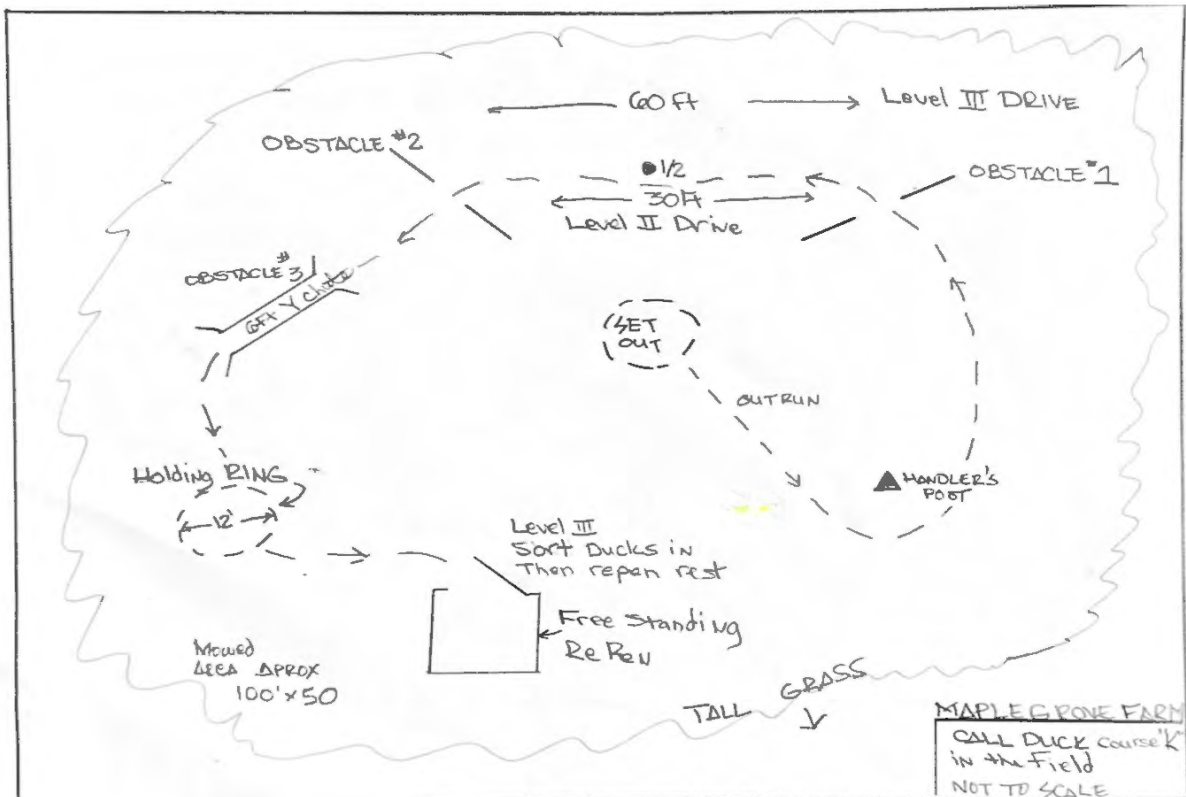 60 Ft
Level III DRIVE
OBSTACLE #2
1/2
OBSTACLE #1
30 Ft
Level II Drive
OBSTACLE #3
6Ft Y Chute
SET
OUT
OUTRUN
HANDLER'S
POST
Holding RING
12'
Level III
Sort Ducks in
Then repen rest
Free Standing
RePen
Mowed
AREA APROX
100'x50
TALL GRASS
MAPLE GROVE FARM
CALL DUCK Course "K"
in the Field
NOT TO SCALE